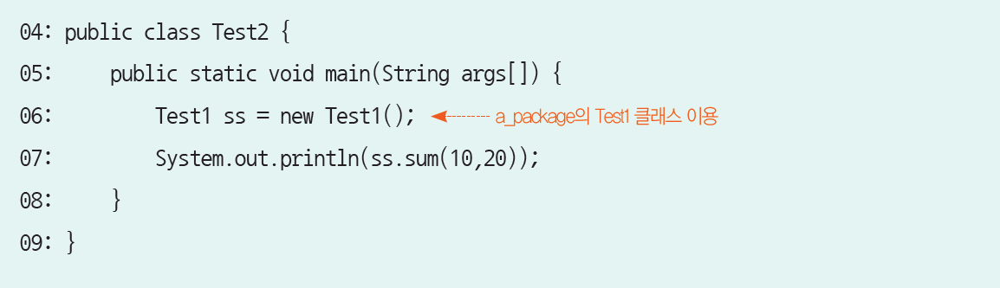 04: public class Test2 {
05:     public static void main(String args[]) {
06:         Test1 ss = new Test1(); a_package의 Test1 클래스 이용
07:         System.out.println(ss.sum(10,20));
08:     }
09: }